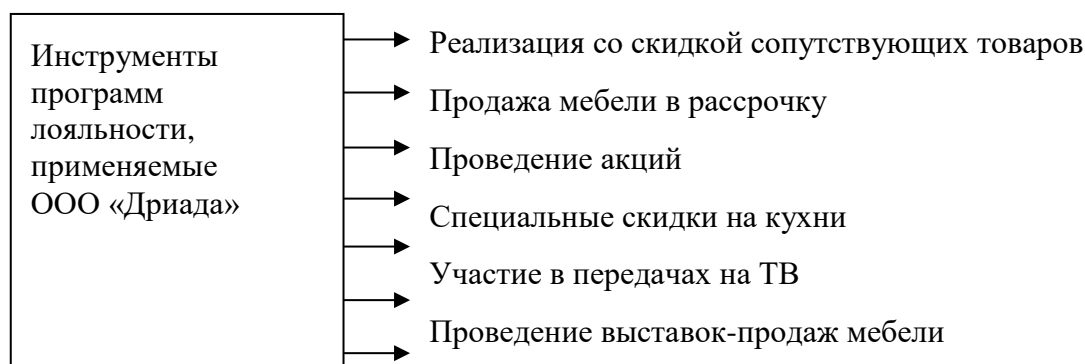 Инструменты
программ
лояльности,
применяемые
ООО «Дриада»
Реализация со скидкой сопутствующих товаров
Продажа мебели в рассрочку
Проведение акций
Специальные скидки на кухни
Участие в передачах на ТВ
Проведение выставок-продаж мебели